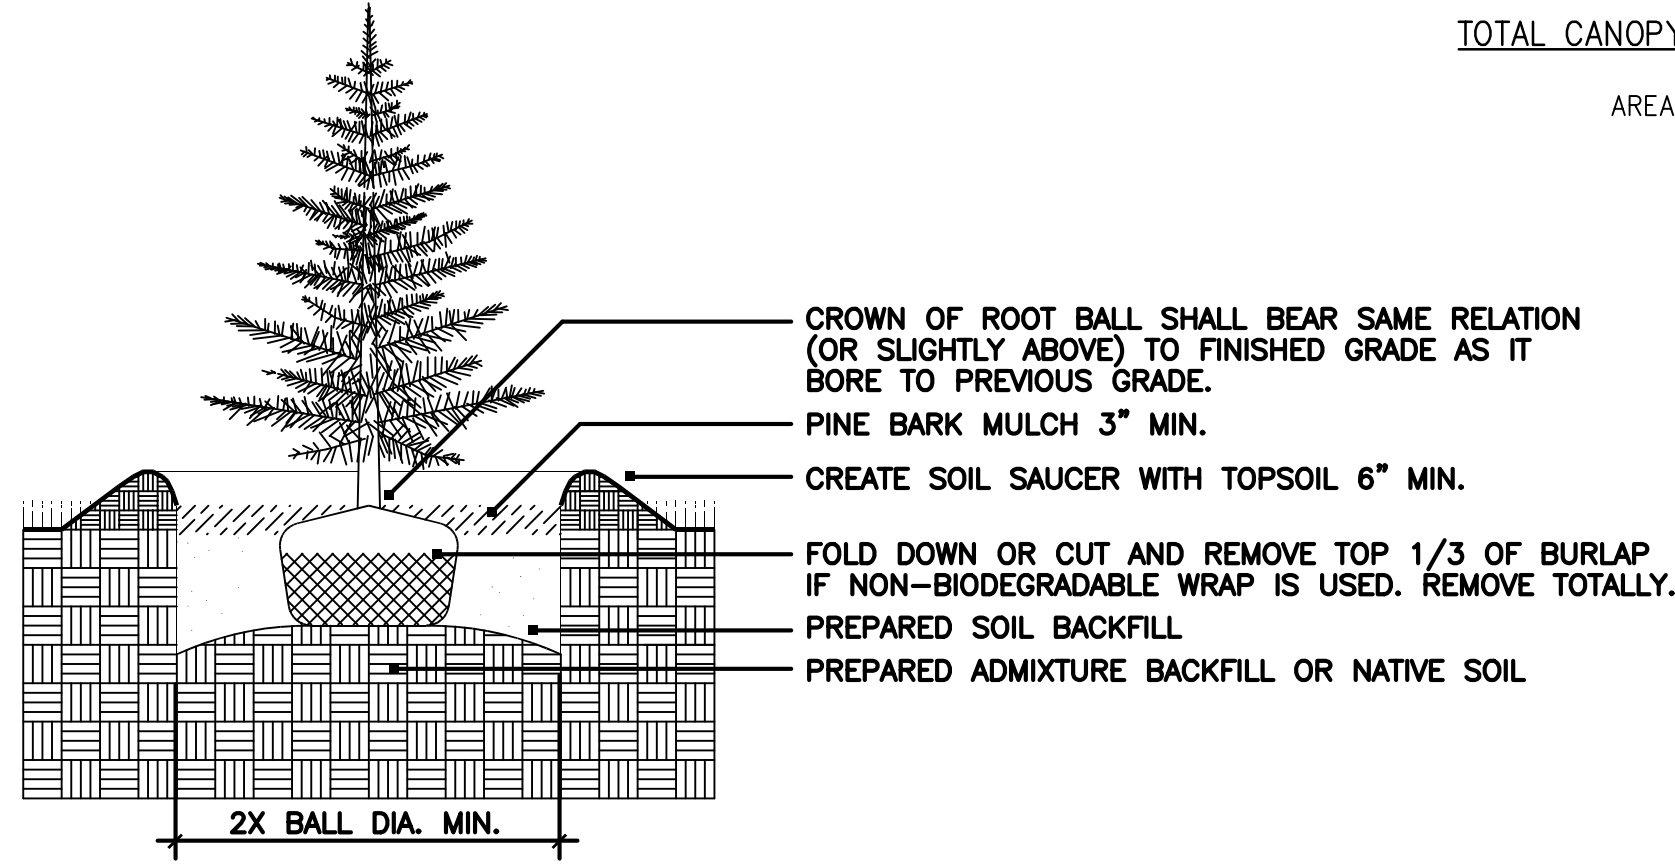 TOTAL CANOPY
AREA
CROWN OF ROOT BALL SHALL BEAR SAME RELATION
(OR SLIGHTLY ABOVE) TO FINISHED GRADE AS IT
BORE TO PREVIOUS GRADE.
PINE BARK MULCH 3" MIN.
CREATE SOIL SAUCER WITH TOPSOIL 6" MIN.
FOLD DOWN OR CUT AND REMOVE TOP 1/3 OF BURLAP
IF NON-BIODEGRADABLE WRAP IS USED. REMOVE TOTALLY.
PREPARED SOIL BACKFILL
PREPARED ADMIXTURE BACKFILL OR NATIVE SOIL
2X BALL DIA. MIN.